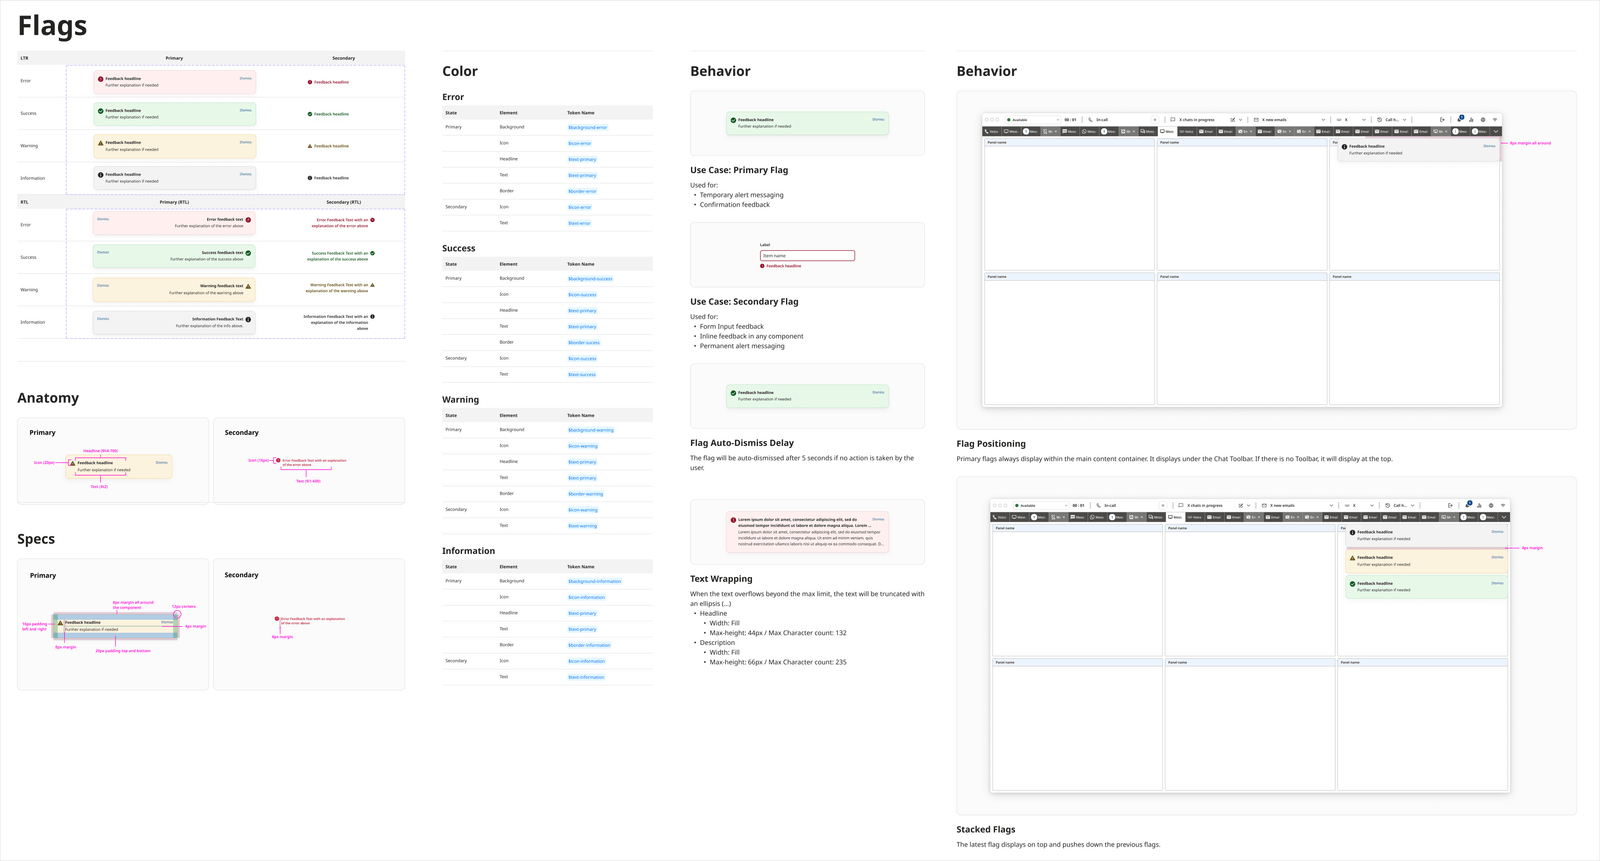 Flags
LTR Primary Secondary
Error
Feedback headline Dismiss
Further explanation if needed
Feedback headline
Success
Feedback headline Dismiss
Further explanation if needed
Feedback headline
Warning
Feedback headline Dismiss
Further explanation if needed
Feedback headline
Information
Feedback headline Dismiss
Further explanation if needed
Feedback headline
RTL Primary (RTL) Secondary (RTL)
Error
Dismiss Error feedback text
Further explanation of the error above
Error Feedback Text with an
explanation of the error above
Success
Dismiss Success feedback text
Further explanation of the success above
Success Feedback Text with an
explanation of the success above
Warning
Dismiss Warning feedback text
Further explanation of the warning above
Warning Feedback Text with an
explanation of the warning above
Information
Dismiss Information Feedback Text
Further explanation of the info above.
Information Feedback Text with an
explanation of the information
above
Anatomy
Primary
Headline (B14-700)
Icon (20px)
Feedback headline Dismiss
Further explanation if needed
Text (B12)
Secondary
Icon (16px)
Error Feedback Text with an explanation
of the error above
Specs
Primary
8px margin all around
the component
12px corners
16px padding
left and right
Feedback headline Dismiss
Further explanation if needed
4px margin
8px margin
20px padding top and bottom
Secondary
Error Feedback Text with an explanation
of the error above
8px margin
Color
Error
State Element Token Name
Primary Background $background-error
Icon $icon-error
Headline $text-primary
Text $text-primary
Border $border-error
Secondary Icon $icon-error
Text $text-error
Success
State Element Token Name
Primary Background $background-success
Icon $icon-success
Headline $text-primary
Text $text-primary
Border $border-sucess
Secondary Icon $icon-success
Text $text-success
Warning
State Element Token Name
Primary Background $background-warning
Icon $icon-warning
Headline $text-primary
Text $text-primary
Border $border-warning
Secondary Icon $icon-warning
Text $text-warning
Information
State Element Token Name
Primary Background $background-information
Icon $icon-information
Headline $text-primary
Text $text-primary
Border $border-information
Secondary Icon $icon-information
Text $text-information
Behavior
Feedback headline Dismiss
Further explanation if needed
Use Case: Primary Flag
Used for:
• Temporary alert messaging
• Confirmation feedback
Label
Item name
Feedback headline
Use Case: Secondary Flag
Used for:
• Form Input feedback
• Inline feedback in any component
• Permanent alert messaging
Feedback headline Dismiss
Further explanation if needed
Flag Auto-Dismiss Delay
The flag will be auto-dismissed after 5 seconds if no action is taken by the
user.
Lorem ipsum dolor sit amet, consectetur adipiscing elit, sed do Dismiss
eiusmod tempor incididunt ut labore et dolore magna aliqua. Lorem ...
Lorem ipsum dolor sit amet, consectetur adipiscing elit, sed do eiusmod tempor
incididunt ut labore et dolore magna aliqua. Ut enim ad minim veniam, quis
nostrud exercitation ullamco laboris nisi ut aliquip ex ea commodo consequat. D...
Text Wrapping
When the text overflows beyond the max limit, the text will be truncated with
an ellipsis (...)
• Headline
• Width: Fill
• Max-height: 44px / Max Character count: 132
• Description
• Width: Fill
• Max-height: 66px / Max Character count: 235
Behavior
Available 00 : 01 In-call X chats in progress X new emails X Call h...
Panel name Panel name
Feedback headline Dismiss
Further explanation if needed
8px margin all around
Panel name Panel name Panel name
Flag Positioning
Primary flags always display within the main content container. It displays under the Chat Toolbar. If there is no Toolbar, it will display at the top.
Available 00 : 01 In-call X chats in progress X new emails X Call h...
Panel name Panel name
Feedback headline Dismiss
Further explanation if needed
4px margin
Feedback headline Dismiss
Further explanation if needed
Feedback headline Dismiss
Further explanation if needed
Panel name Panel name Panel name
Stacked Flags
The latest flag displays on top and pushes down the previous flags.